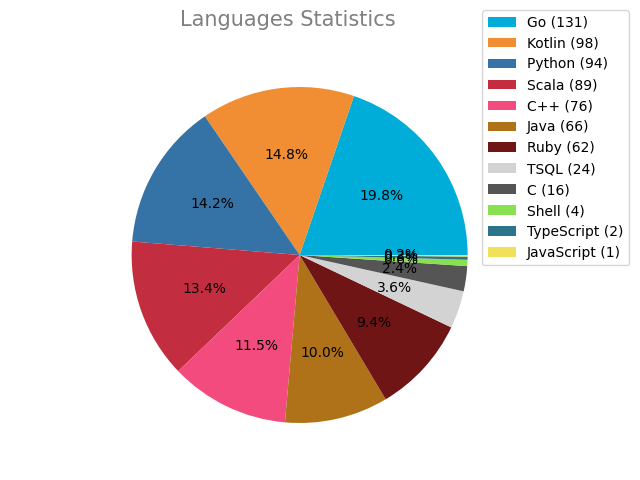 Languages Statistics
Go (131)
Kotlin (98)
Python (94)
Scala (89)
C++ (76)
Java (66)
Ruby (62)
TSQL (24)
C (16)
Shell (4)
TypeScript (2)
JavaScript (1)
14.8%
19.8%
14.2%
13.4%
11.5%
10.0%
9.4%
3.6%
2.4%